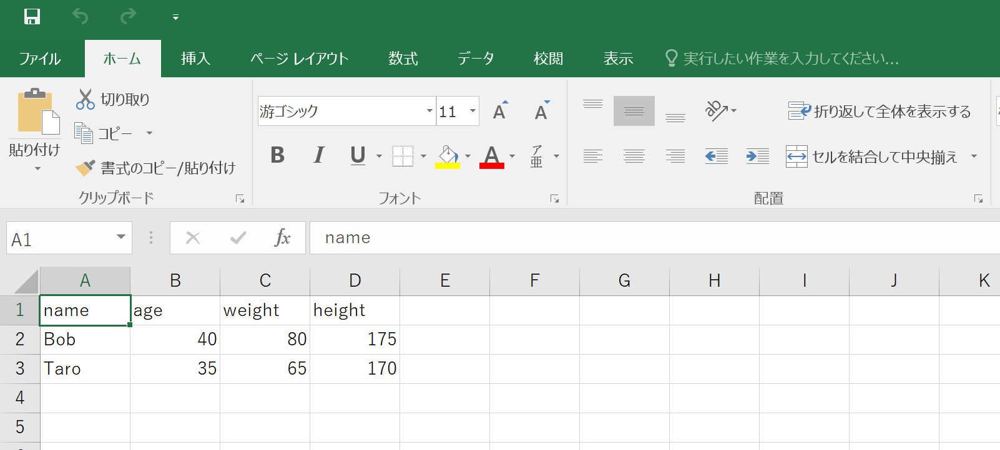 ファイル ホーム 挿入 ページ レイアウト 数式 データ 校閲 表示 実行したい作業を入力してください...
切り取り
コピー
書式のコピー/貼り付け
貼り付け
クリップボード
游ゴシック 11 A A
B I U A ア亜
フォント
ab 折り返して全体を表示する
セルを結合して中央揃え
配置
A1 fx name
A B C D E F G H I J K
1 name age weight height
2 Bob 40 80 175
3 Taro 35 65 170
4
5